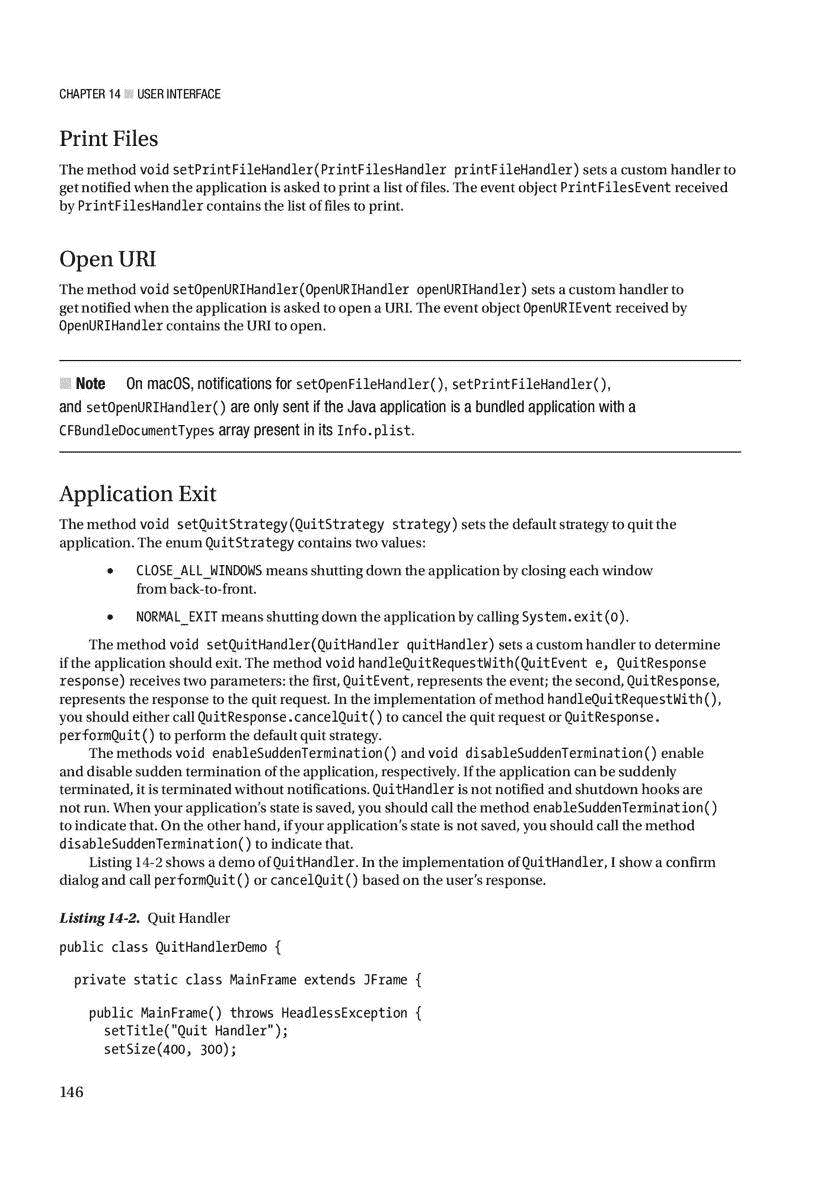 CHAPTER 14 ■ USER INTERFACE
Print Files
The method void setPrintFileHandler(PrintFilesHandler printFileHandler) sets a custom handler to
get notified when the application is asked to print a list of files. The event object PrintFilesEvent received
by PrintFilesHandler contains the list of files to print.
Open URI
The method void setOpenURIHandler(OpenURIHandler openURIHandler) sets a custom handler to
get notified when the application is asked to open a URI. The event object OpenURIEvent received by
OpenURIHandler contains the URI to open.
■ Note On macOS, notifications for setOpenFileHandler(), setPrintFileHandler(),
and setOpenURIHandler() are only sent if the Java application is a bundled application with a
CFBundleDocumentTypes array present in its Info.plist.
Application Exit
The method void setQuitStrategy(QuitStrategy strategy) sets the default strategy to quit the
application. The enum QuitStrategy contains two values:
• CLOSE_ALL_WINDOWS means shutting down the application by closing each window
from back-to-front.
• NORMAL_EXIT means shutting down the application by calling System.exit(0).
The method void setQuitHandler(QuitHandler quitHandler) sets a custom handler to determine
if the application should exit. The method void handleQuitRequestWith(QuitEvent e, QuitResponse
response) receives two parameters: the first, QuitEvent, represents the event; the second, QuitResponse,
represents the response to the quit request. In the implementation of method handleQuitRequestWith(),
you should either call QuitResponse.cancelQuit() to cancel the quit request or QuitResponse.
performQuit() to perform the default quit strategy.
The methods void enableSuddenTermination() and void disableSuddenTermination() enable
and disable sudden termination of the application, respectively. If the application can be suddenly
terminated, it is terminated without notifications. QuitHandler is not notified and shutdown hooks are
not run. When your application's state is saved, you should call the method enableSuddenTermination()
to indicate that. On the other hand, if your application's state is not saved, you should call the method
disableSuddenTermination() to indicate that.
Listing 14-2 shows a demo of QuitHandler. In the implementation of QuitHandler, I show a confirm
dialog and call performQuit() or cancelQuit() based on the user's response.
Listing 14-2. Quit Handler
public class QuitHandlerDemo {
private static class MainFrame extends JFrame {
public MainFrame() throws HeadlessException {
setTitle("Quit Handler");
setSize(400, 300);
146